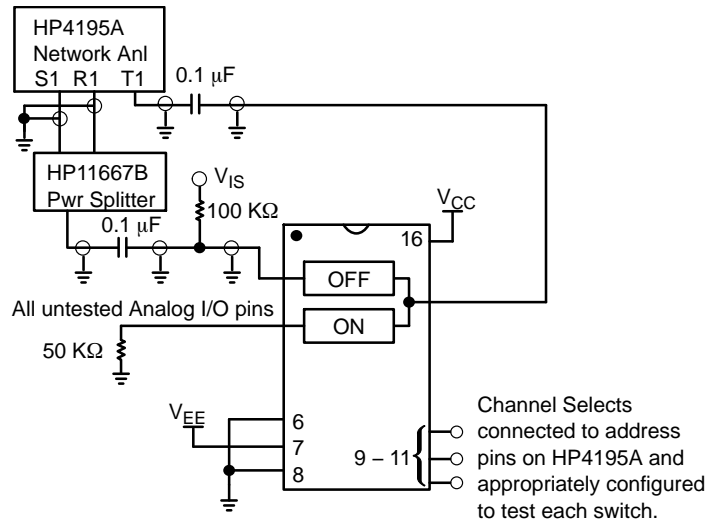 HP4195A
Network Anl
S1 R1 T1
0.1 μF
HP11667B
Pwr Splitter
V_IS
100 KΩ
0.1 μF
V_CC
16
OFF
All untested Analog I/O pins
ON
50 KΩ
V_EE
6
7
8
9 – 11
Channel Selects
connected to address
pins on HP4195A and
appropriately configured
to test each switch.